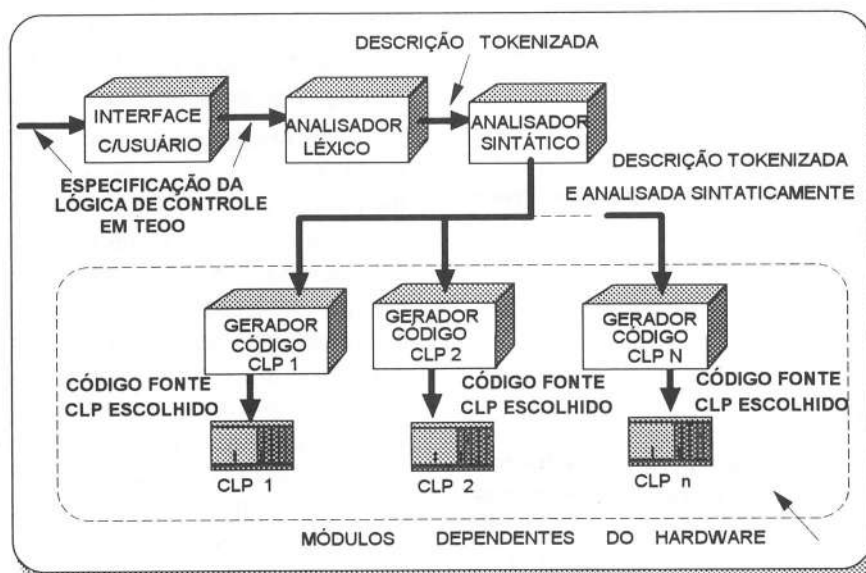 DESCRIÇÃO TOKENIZADA
INTERFACE
C/USUÁRIO
ANALISADOR
LÉXICO
ANALISADOR
SINTÁTICO
ESPECIFICAÇÃO DA
LÓGICA DE CONTROLE
EM TEOO
DESCRIÇÃO TOKENIZADA
E ANALISADA SINTATICAMENTE
GERADOR
CÓDIGO
CLP 1
GERADOR
CÓDIGO
CLP 2
GERADOR
CÓDIGO
CLP N
CÓDIGO FONTE
CLP ESCOLHIDO
CÓDIGO FONTE
CLP ESCOLHIDO
CÓDIGO FONTE
CLP ESCOLHIDO
CLP 1
CLP 2
CLP n
MÓDULOS DEPENDENTES DO HARDWARE